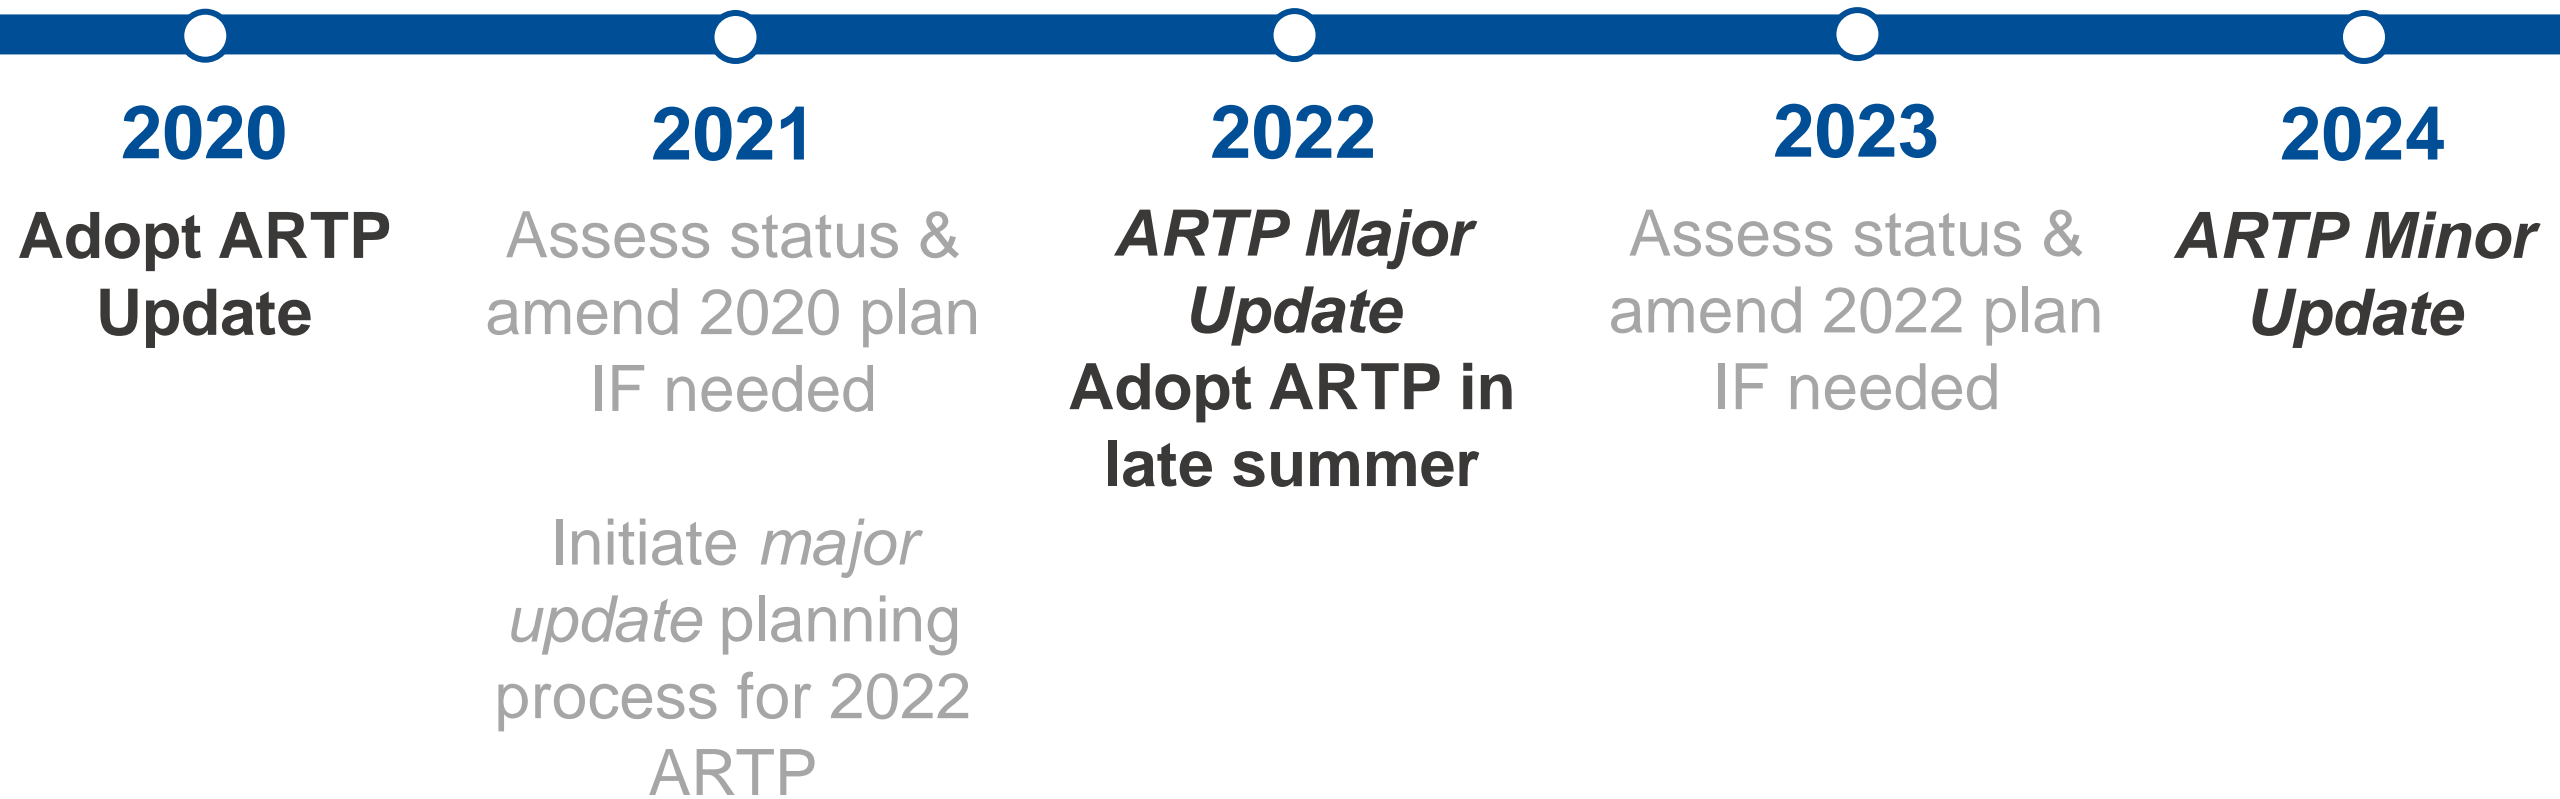 2020
Adopt ARTP
Update
2021
Assess status &
amend 2020 plan
IF needed
Initiate major
update planning
process for 2022
ARTP
2022
ARTP Major
Update
Adopt ARTP in
late summer
2023
Assess status &
amend 2022 plan
IF needed
2024
ARTP Minor
Update